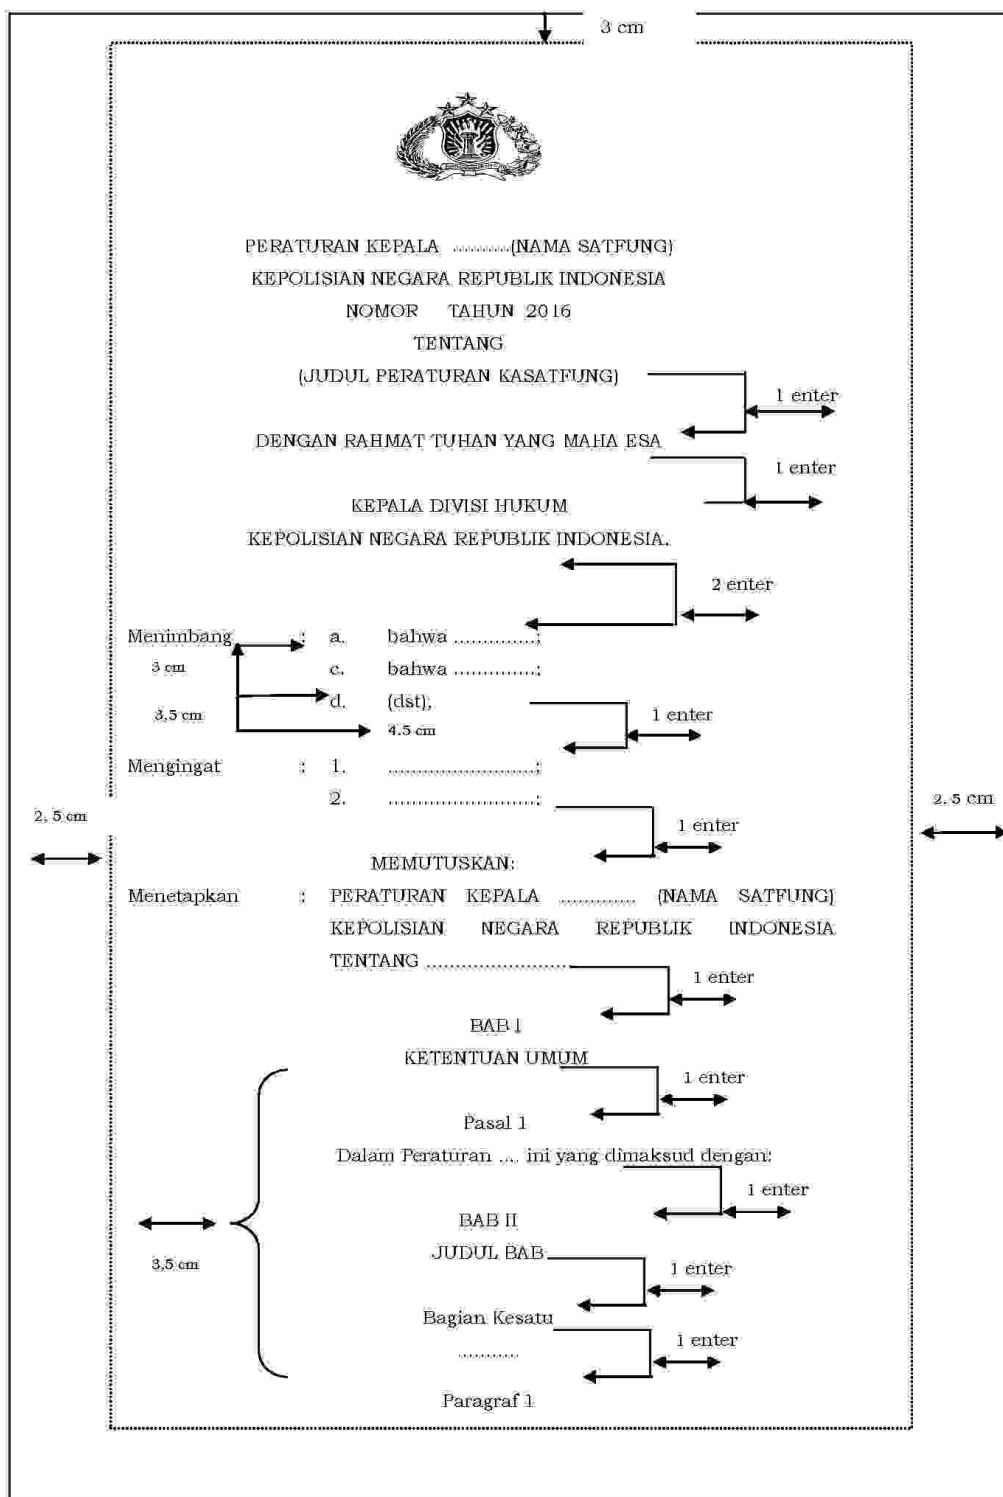 3 cm
PERATURAN KEPALA ............(NAMA SATFUNG)
KEPOLISIAN NEGARA REPUBLIK INDONESIA
NOMOR TAHUN 2016
TENTANG
(JUDUL PERATURAN KASATFUNG)
1 enter
DENGAN RAHMAT TUHAN YANG MAHA ESA
1 enter
KEPALA DIVISI HUKUM
KEPOLISIAN NEGARA REPUBLIK INDONESIA,
2 enter
Menimbang : a. bahwa ..............;
3 cm c. bahwa ..............;
3,5 cm d. (dst);
1 enter
4.5 cm
Mengingat : 1. ........................;
2. ........................;
2, 5 cm
2. 5 cm
1 enter
MEMUTUSKAN:
Menetapkan : PERATURAN KEPALA .............. (NAMA SATFUNG)
KEPOLISIAN NEGARA REPUBLIK INDONESIA
TENTANG ........................
1 enter
BAB I
KETENTUAN UMUM
1 enter
Pasal 1
Dalam Peraturan .... ini yang dimaksud dengan:
1 enter
BAB II
JUDUL BAB
3,5 cm
1 enter
Bagian Kesatu
1 enter
............
Paragraf 1